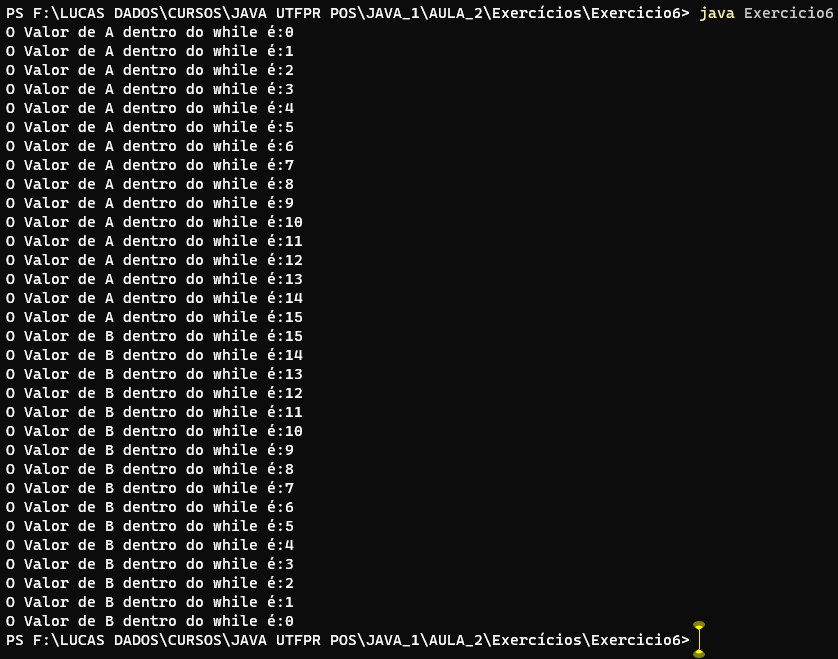 PS F:\LUCAS DADOS\CURSOS\JAVA UTFPR POS\JAVA_1\AULA_2\Exercícios\Exercicio6> java Exercicio6
O Valor de A dentro do while é:0
O Valor de A dentro do while é:1
O Valor de A dentro do while é:2
O Valor de A dentro do while é:3
O Valor de A dentro do while é:4
O Valor de A dentro do while é:5
O Valor de A dentro do while é:6
O Valor de A dentro do while é:7
O Valor de A dentro do while é:8
O Valor de A dentro do while é:9
O Valor de A dentro do while é:10
O Valor de A dentro do while é:11
O Valor de A dentro do while é:12
O Valor de A dentro do while é:13
O Valor de A dentro do while é:14
O Valor de A dentro do while é:15
O Valor de B dentro do while é:15
O Valor de B dentro do while é:14
O Valor de B dentro do while é:13
O Valor de B dentro do while é:12
O Valor de B dentro do while é:11
O Valor de B dentro do while é:10
O Valor de B dentro do while é:9
O Valor de B dentro do while é:8
O Valor de B dentro do while é:7
O Valor de B dentro do while é:6
O Valor de B dentro do while é:5
O Valor de B dentro do while é:4
O Valor de B dentro do while é:3
O Valor de B dentro do while é:2
O Valor de B dentro do while é:1
O Valor de B dentro do while é:0
PS F:\LUCAS DADOS\CURSOS\JAVA UTFPR POS\JAVA_1\AULA_2\Exercícios\Exercicio6>